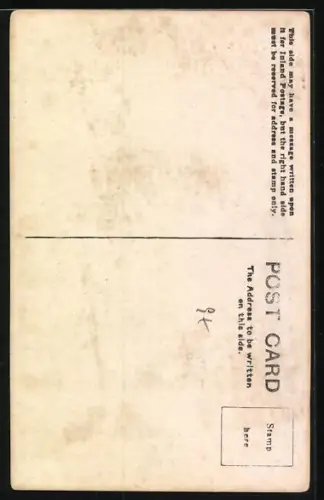 This side may have a message written upon
it for Inland Postage, but the right hand side
must be reserved for address and stamp only.
POST CARD
The Address to be written
on this side.
Stamp
here